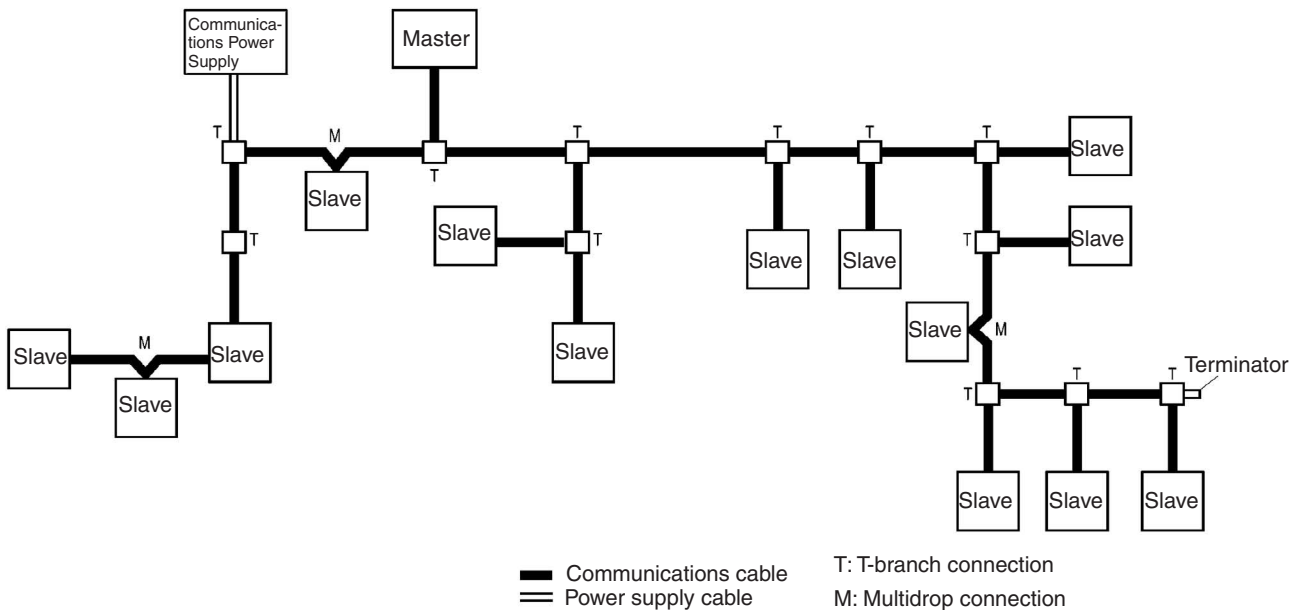 Communica-
tions Power
Supply
Master
T
M
T
T
T
T
T
Slave
Slave
Slave
T
T
T
Slave
Slave
Slave
Slave
Slave
M
M
Slave
Slave
Slave
Slave
Terminator
T
T
T
Slave
Slave
Slave
Communications cable
T: T-branch connection
Power supply cable
M: Multidrop connection